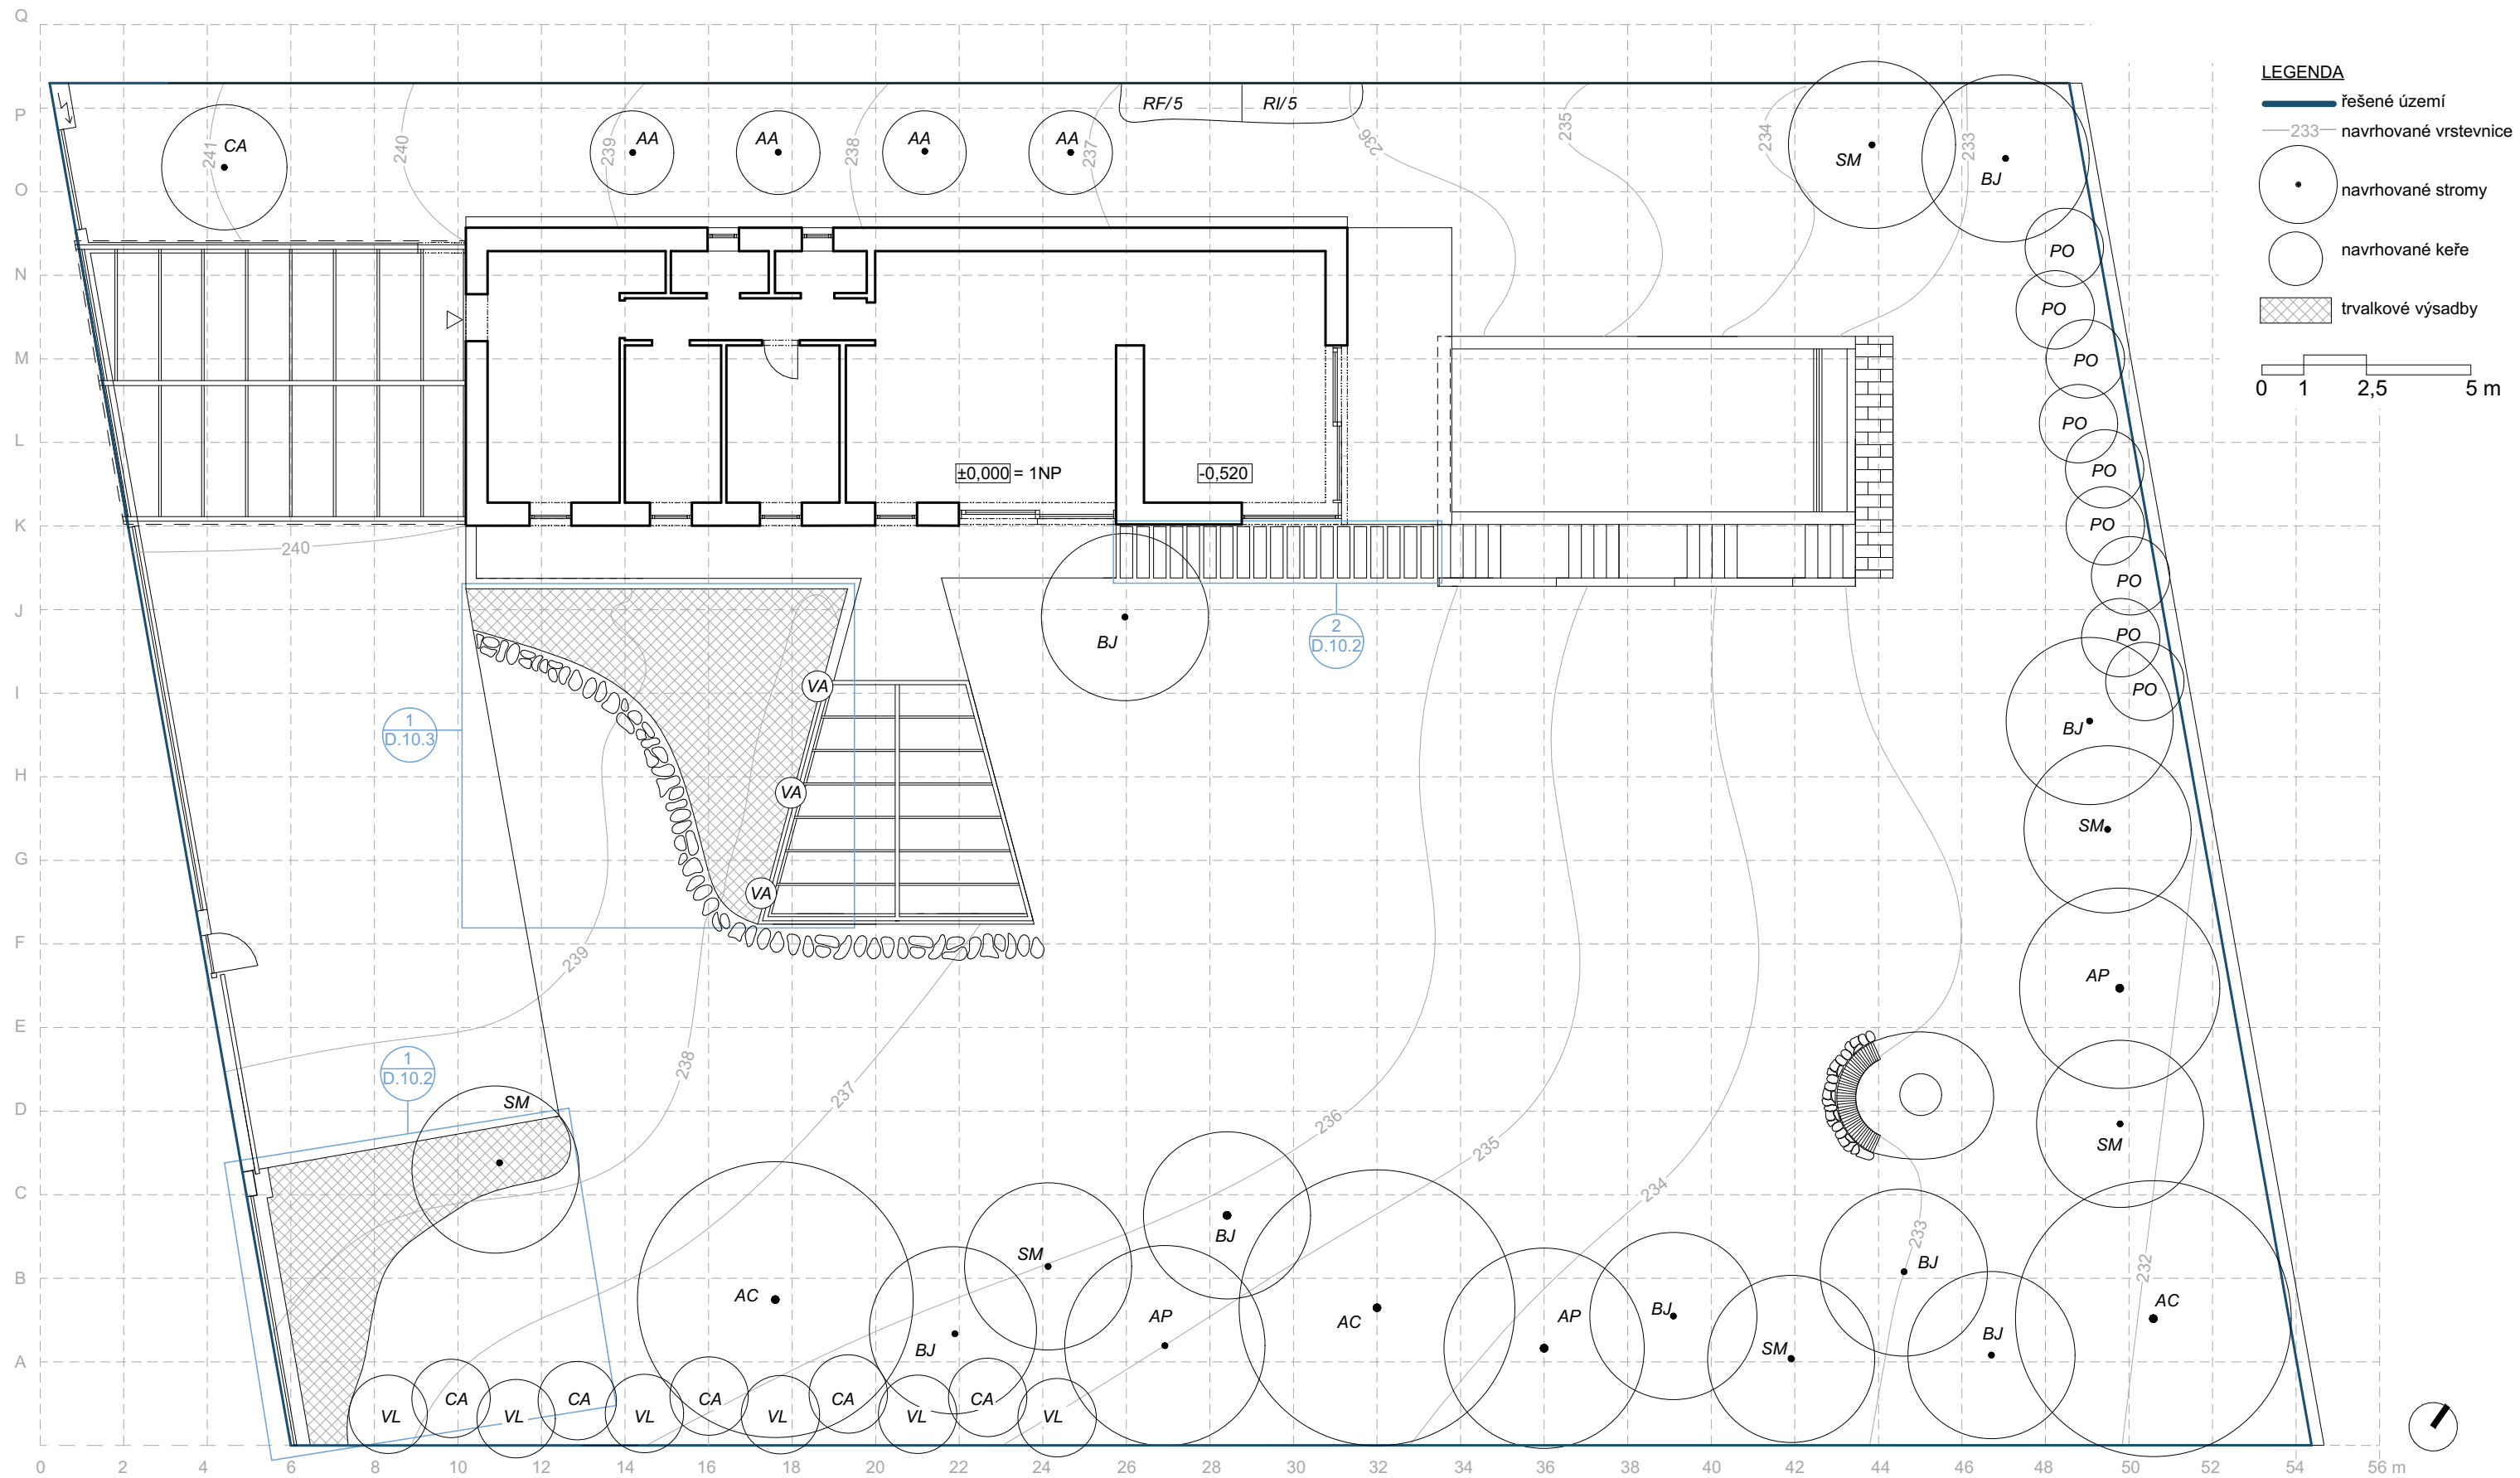 Q
LEGENDA
řešené území
233
navrhované vrstevnice
navrhované stromy
navrhované keře
trvalkové výsadby
0 1 2,5 5 m
P
RF/5 RI/5
CA AA AA AA AA
241 240 239 238 237 236 235 234 233
SM BJ
O
PO
N
PO
M
PO
PO
L
±0,000 = 1NP -0,520
PO
K
PO
240
PO
J
BJ
2
D.10.2
PO
I
VA
PO
1
D.10.3
BJ
H
VA
SM
G
VA
F
239
AP
E
238
1
D.10.2
237
D
SM
236
235
SM
C
234
BJ
233
232
SM
BJ
B
AC AP AC AP BJ AC
BJ SM BJ
A
CA CA CA CA CA
VL VL VL VL VL VL
0 2 4 6 8 10 12 14 16 18 20 22 24 26 28 30 32 34 36 38 40 42 44 46 48 50 52 54 56 m